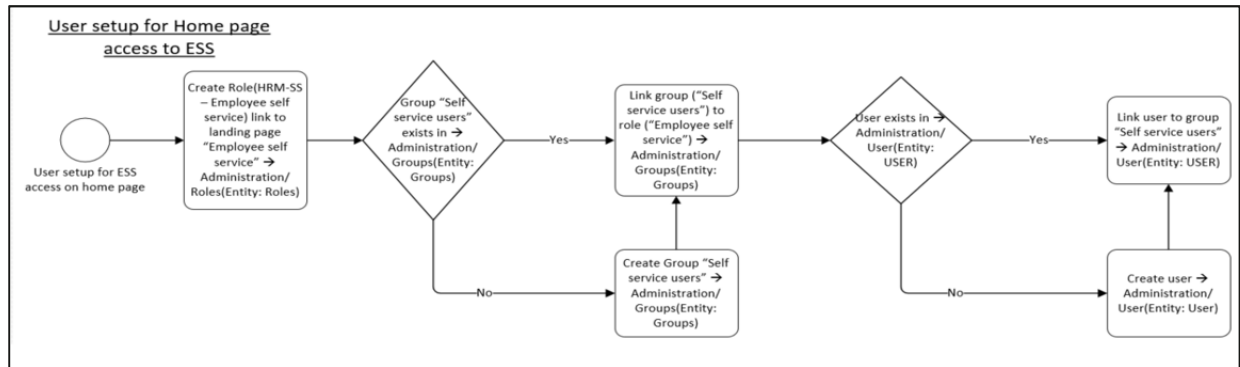 User setup for Home page
access to ESS
User setup for ESS
access on home page
Create Role(HRM-SS
– Employee self
service) link to
landing page
“Employee self
service” →
Administration/
Roles(Entity: Roles)
Group “Self
service users”
exists in →
Administration/
Groups(Entity:
Groups)
Yes
No
Link group (“Self
service users”) to
role (“Employee self
service”) →
Administration/
Groups(Entity:
Groups)
Create Group “Self
service users” →
Administration/
Groups(Entity:
Groups)
User exists in →
Administration/
User(Entity:
USER)
Yes
No
Link user to group
“Self service users”
→ Administration/
User(Entity: USER)
Create user →
Administration/
User(Entity: User)